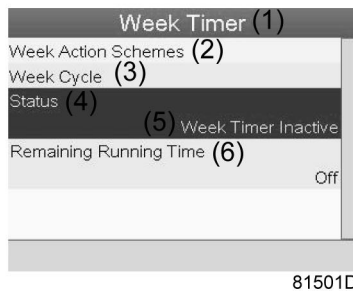 Week Timer (1)
Week Action Schemes (2)
Week Cycle (3)
Status (4)
(5) Week Timer Inactive
Remaining Running Time (6)
Off
81501D